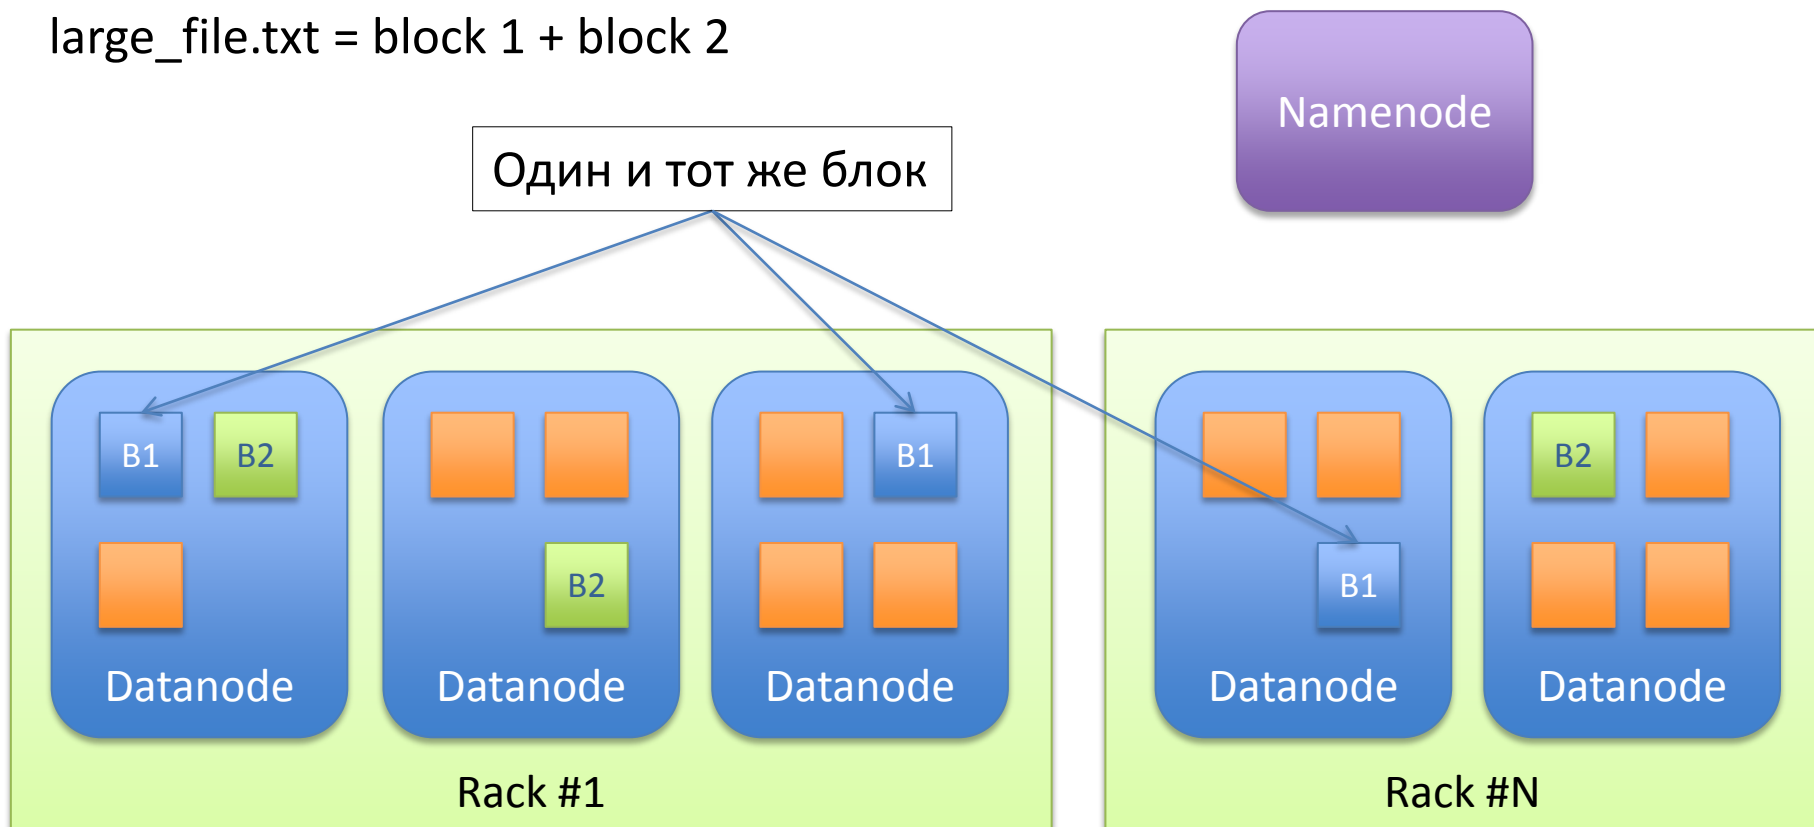 large_file.txt = block 1 + block 2
Namenode
Один и тот же блок
B1 B2
B2
Datanode
Datanode
B1
Datanode
Rack #1
B1
Datanode
B2
Datanode
Rack #N